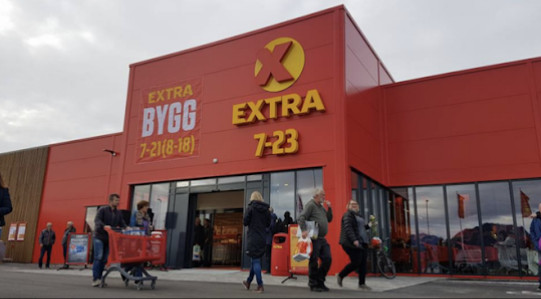 EXTRA
BYGG
7-21(8-18)
X
EXTRA
7-23